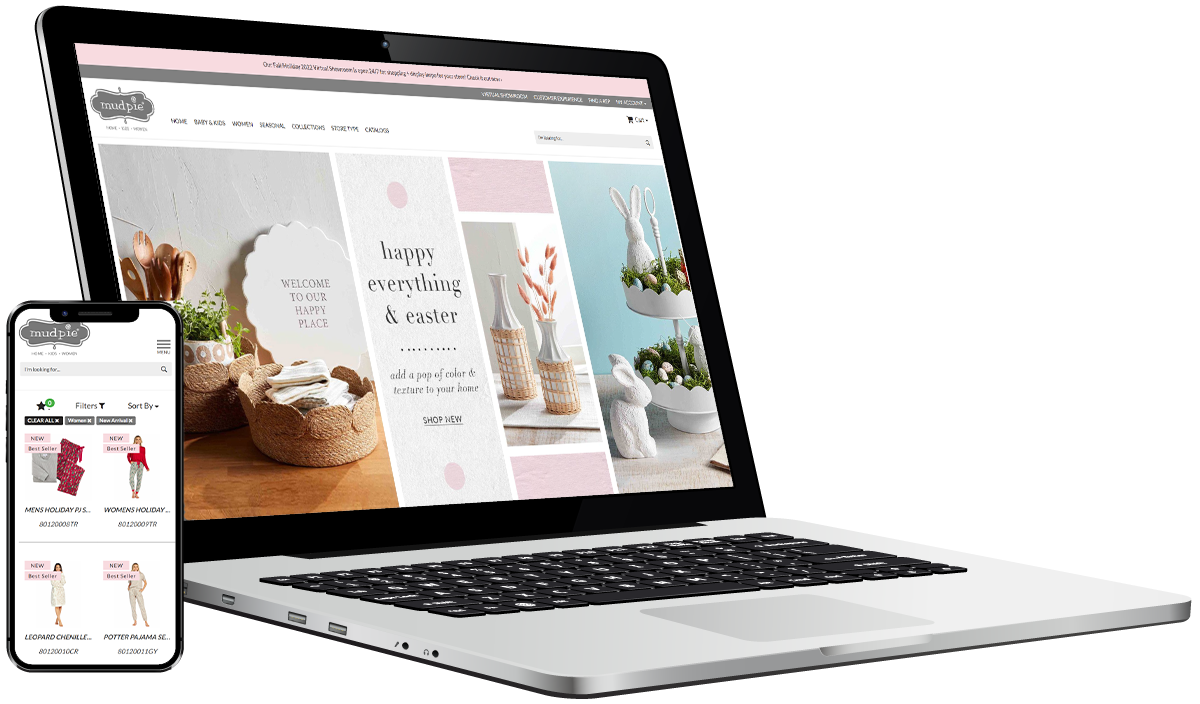 Our Fall/Holiday 2022 Virtual Showroom is open 24/7 for shopping + display inspo for your store! Check it out now ›
VIRTUAL SHOWROOM CUSTOMER EXPERIENCE FIND A REP MY ACCOUNT
mudpie®
HOME • KIDS • WOMEN
HOME BABY & KIDS WOMEN SEASONAL COLLECTIONS STORE TYPE CATALOGS
Cart
I'm looking for...
WELCOME
TO OUR
HAPPY
PLACE
happy
everything
& easter
add a pop of color &
texture to your home
SHOP NEW
mudpie®
HOME • KIDS • WOMEN
MENU
I'm looking for...
0
Filters
Sort By
CLEAR ALL ✖ Women ✖ New Arrival ✖
NEW
Best Seller
NEW
Best Seller
MENS HOLIDAY PJ S... WOMENS HOLIDAY ...
80120008TR 80120009TR
NEW
Best Seller
NEW
Best Seller
LEOPARD CHENILLE... POTTER PAJAMA SE...
80120010CR 80120011GY